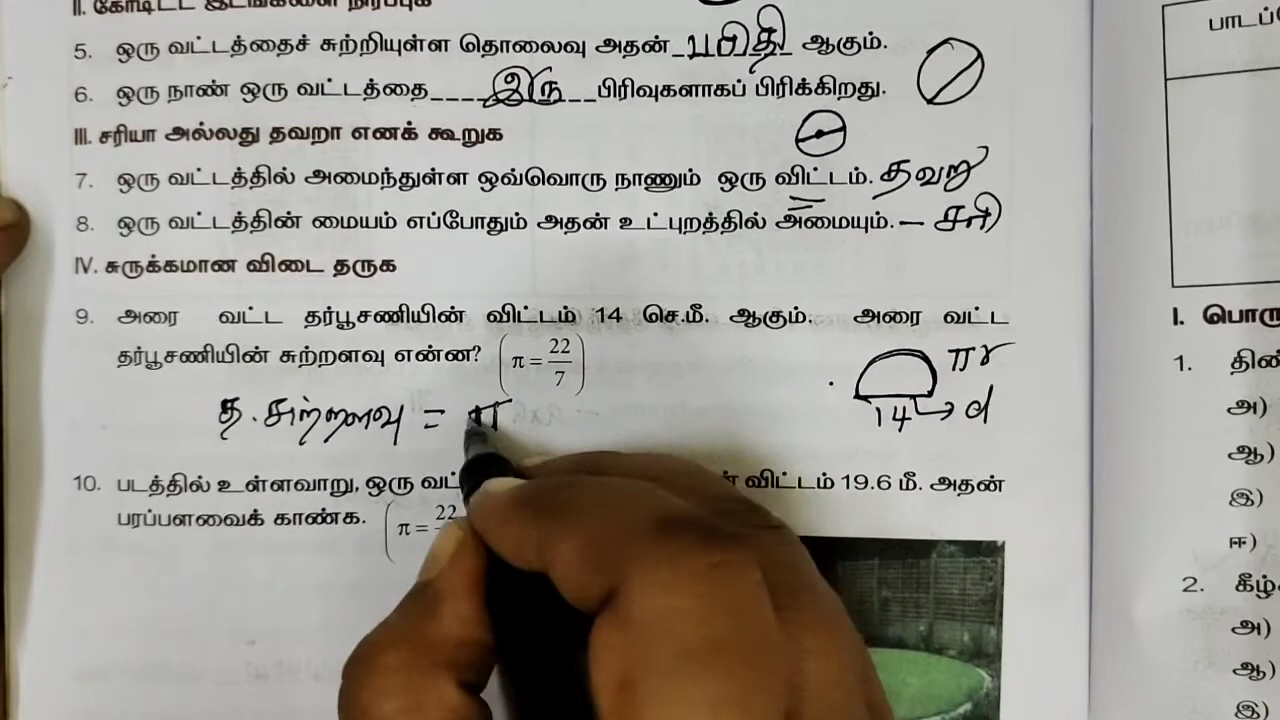 II. கோடிட்ட இடங்களை நிரப்புக
5. ஒரு வட்டத்தைச் சுற்றியுள்ள தொலைவு அதன் பரிதி ஆகும்.
6. ஒரு நாண் ஒரு வட்டத்தை____இரு__பிரிவுகளாகப் பிரிக்கிறது.
III. சரியா அல்லது தவறா எனக் கூறுக
7. ஒரு வட்டத்தில் அமைந்துள்ள ஒவ்வொரு நாணும் ஒரு விட்டம். தவறு
8. ஒரு வட்டத்தின் மையம் எப்போதும் அதன் உட்புறத்தில் அமையும். – சரி
IV. சுருக்கமான விடை தருக
9. அரை வட்ட தர்பூசணியின் விட்டம் 14 செ.மீ. ஆகும். அரை வட்ட
தர்பூசணியின் சுற்றளவு என்ன? (π = 22/7)
πr
14 → d
த. சுற்றளவு = π
10. படத்தில் உள்ளவாறு, ஒரு வட் விட்டம் 19.6 மீ. அதன்
பரப்பளவைக் காண்க. (π = 22
I.
1.
அ)
ஆ)
இ)
ஈ)
2.
அ)
ஆ)
இ)